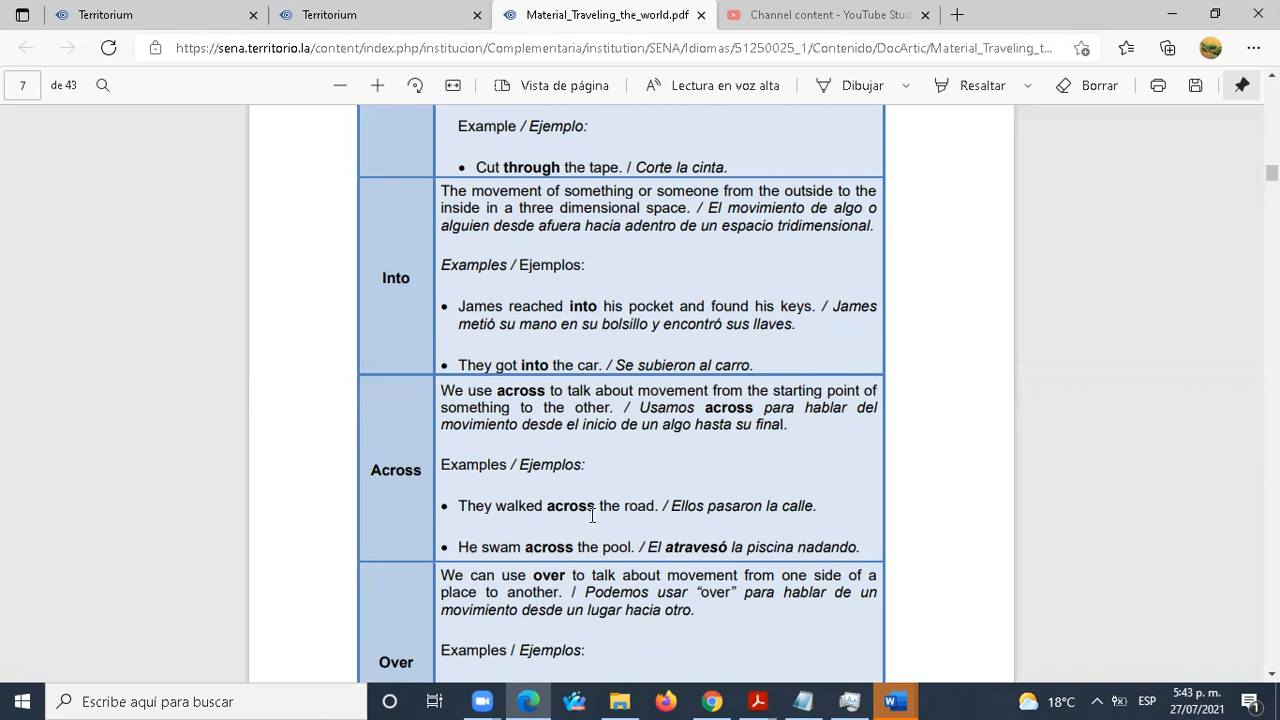 Territorium
Territorium
Material_Traveling_the_world.pdf
Channel content - YouTube Stud
https://sena.territorio.la/content/index.php/institucion/Complementaria/institution/SENA/Idiomas/51250025_1/Contenido/DocArtic/Material_Traveling_t...
7 de 43
Vista de página
Lectura en voz alta
Dibujar
Resaltar
Borrar
Example / Ejemplo:
• Cut through the tape. / Corte la cinta.
Into
The movement of something or someone from the outside to the
inside in a three dimensional space. / El movimiento de algo o
alguien desde afuera hacia adentro de un espacio tridimensional.
Examples / Ejemplos:
• James reached into his pocket and found his keys. / James
metió su mano en su bolsillo y encontró sus llaves.
• They got into the car. / Se subieron al carro.
Across
We use across to talk about movement from the starting point of
something to the other. / Usamos across para hablar del
movimiento desde el inicio de un algo hasta su final.
Examples / Ejemplos:
• They walked across the road. / Ellos pasaron la calle.
• He swam across the pool. / El atravesó la piscina nadando.
Over
We can use over to talk about movement from one side of a
place to another. / Podemos usar “over” para hablar de un
movimiento desde un lugar hacia otro.
Examples / Ejemplos:
Escribe aquí para buscar
18°C
ESP
5:43 p. m.
27/07/2021
1